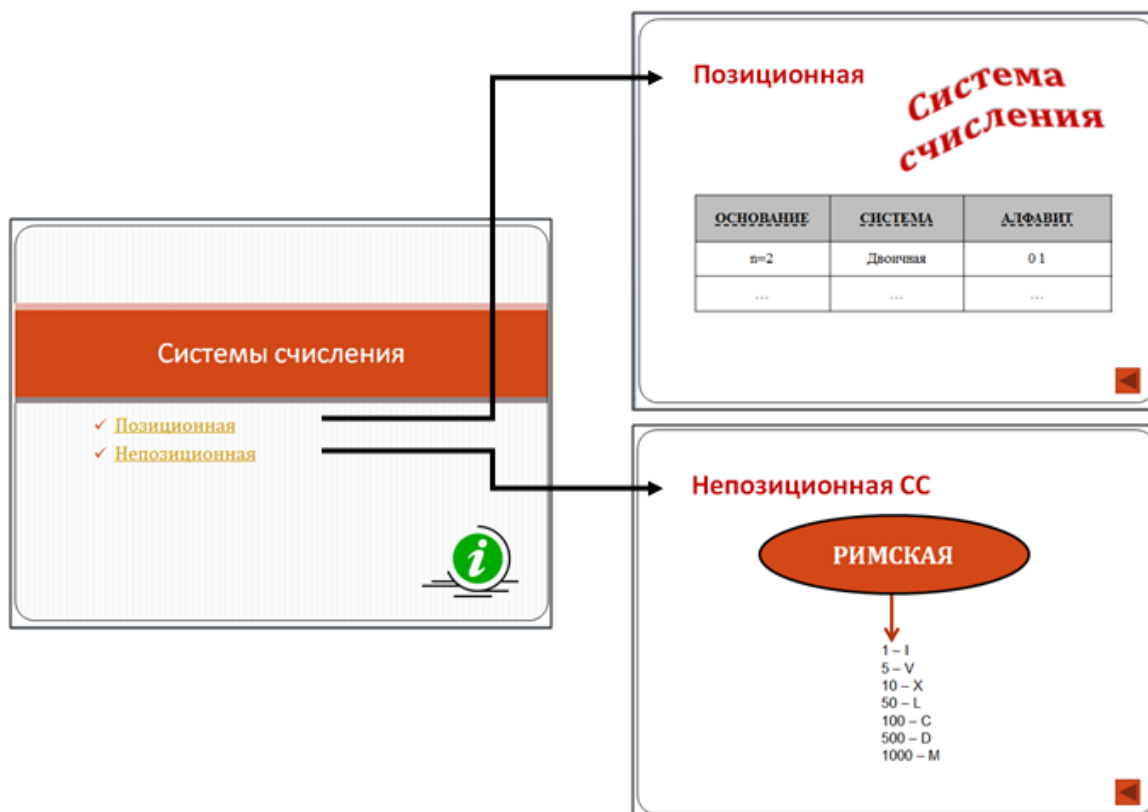 Системы счисления
✓ Позиционная
✓ Непозиционная
i
Позиционная
Система
счисления
ОСНОВАНИЕ СИСТЕМА АЛФАВИТ
n=2 Двоичная 0 1
... ... ...
Непозиционная СС
РИМСКАЯ
1 – I
5 – V
10 – X
50 – L
100 – C
500 – D
1000 – M